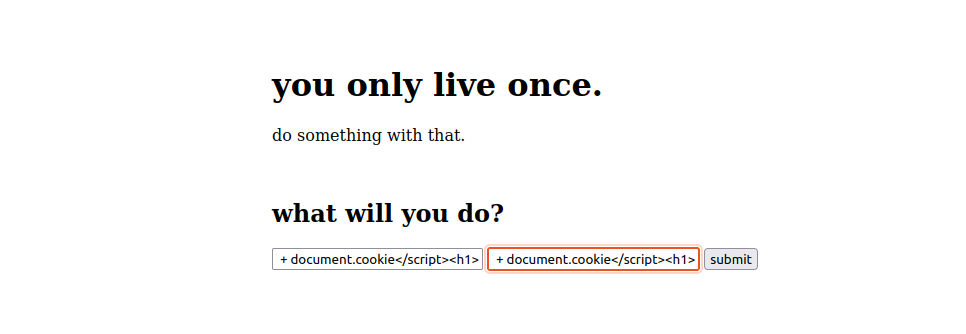 you only live once.
do something with that.
what will you do?
+ document.cookie</script><h1> + document.cookie</script><h1> submit